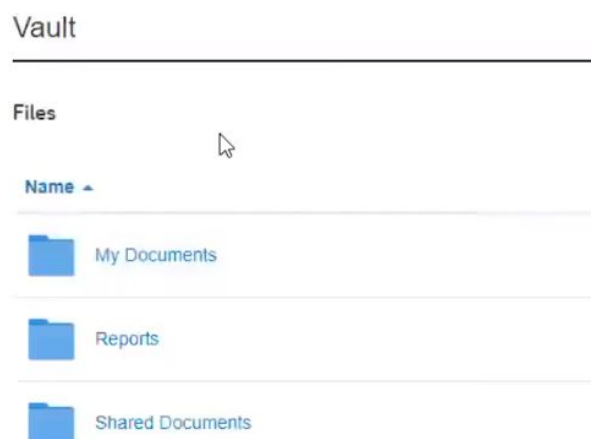 Vault
Files
Name
My Documents
Reports
Shared Documents